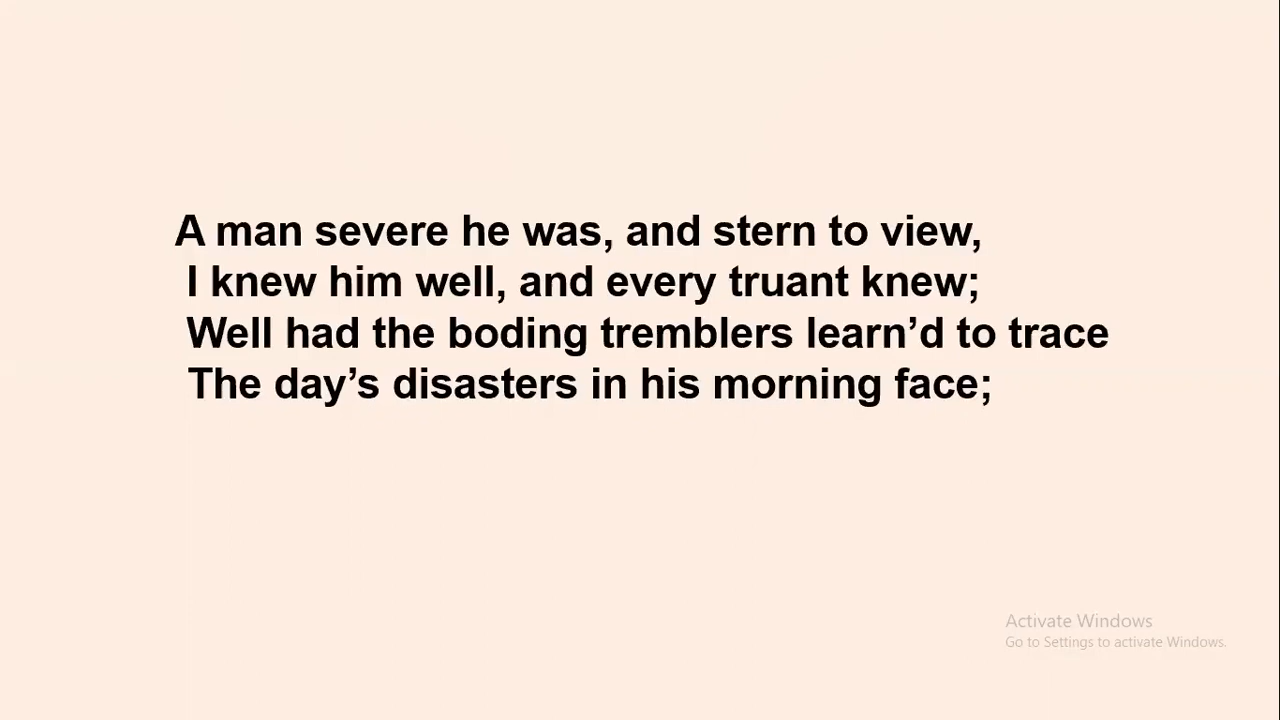 A man severe he was, and stern to view,
I knew him well, and every truant knew;
Well had the boding tremblers learn’d to trace
The day’s disasters in his morning face;
Activate Windows
Go to Settings to activate Windows.